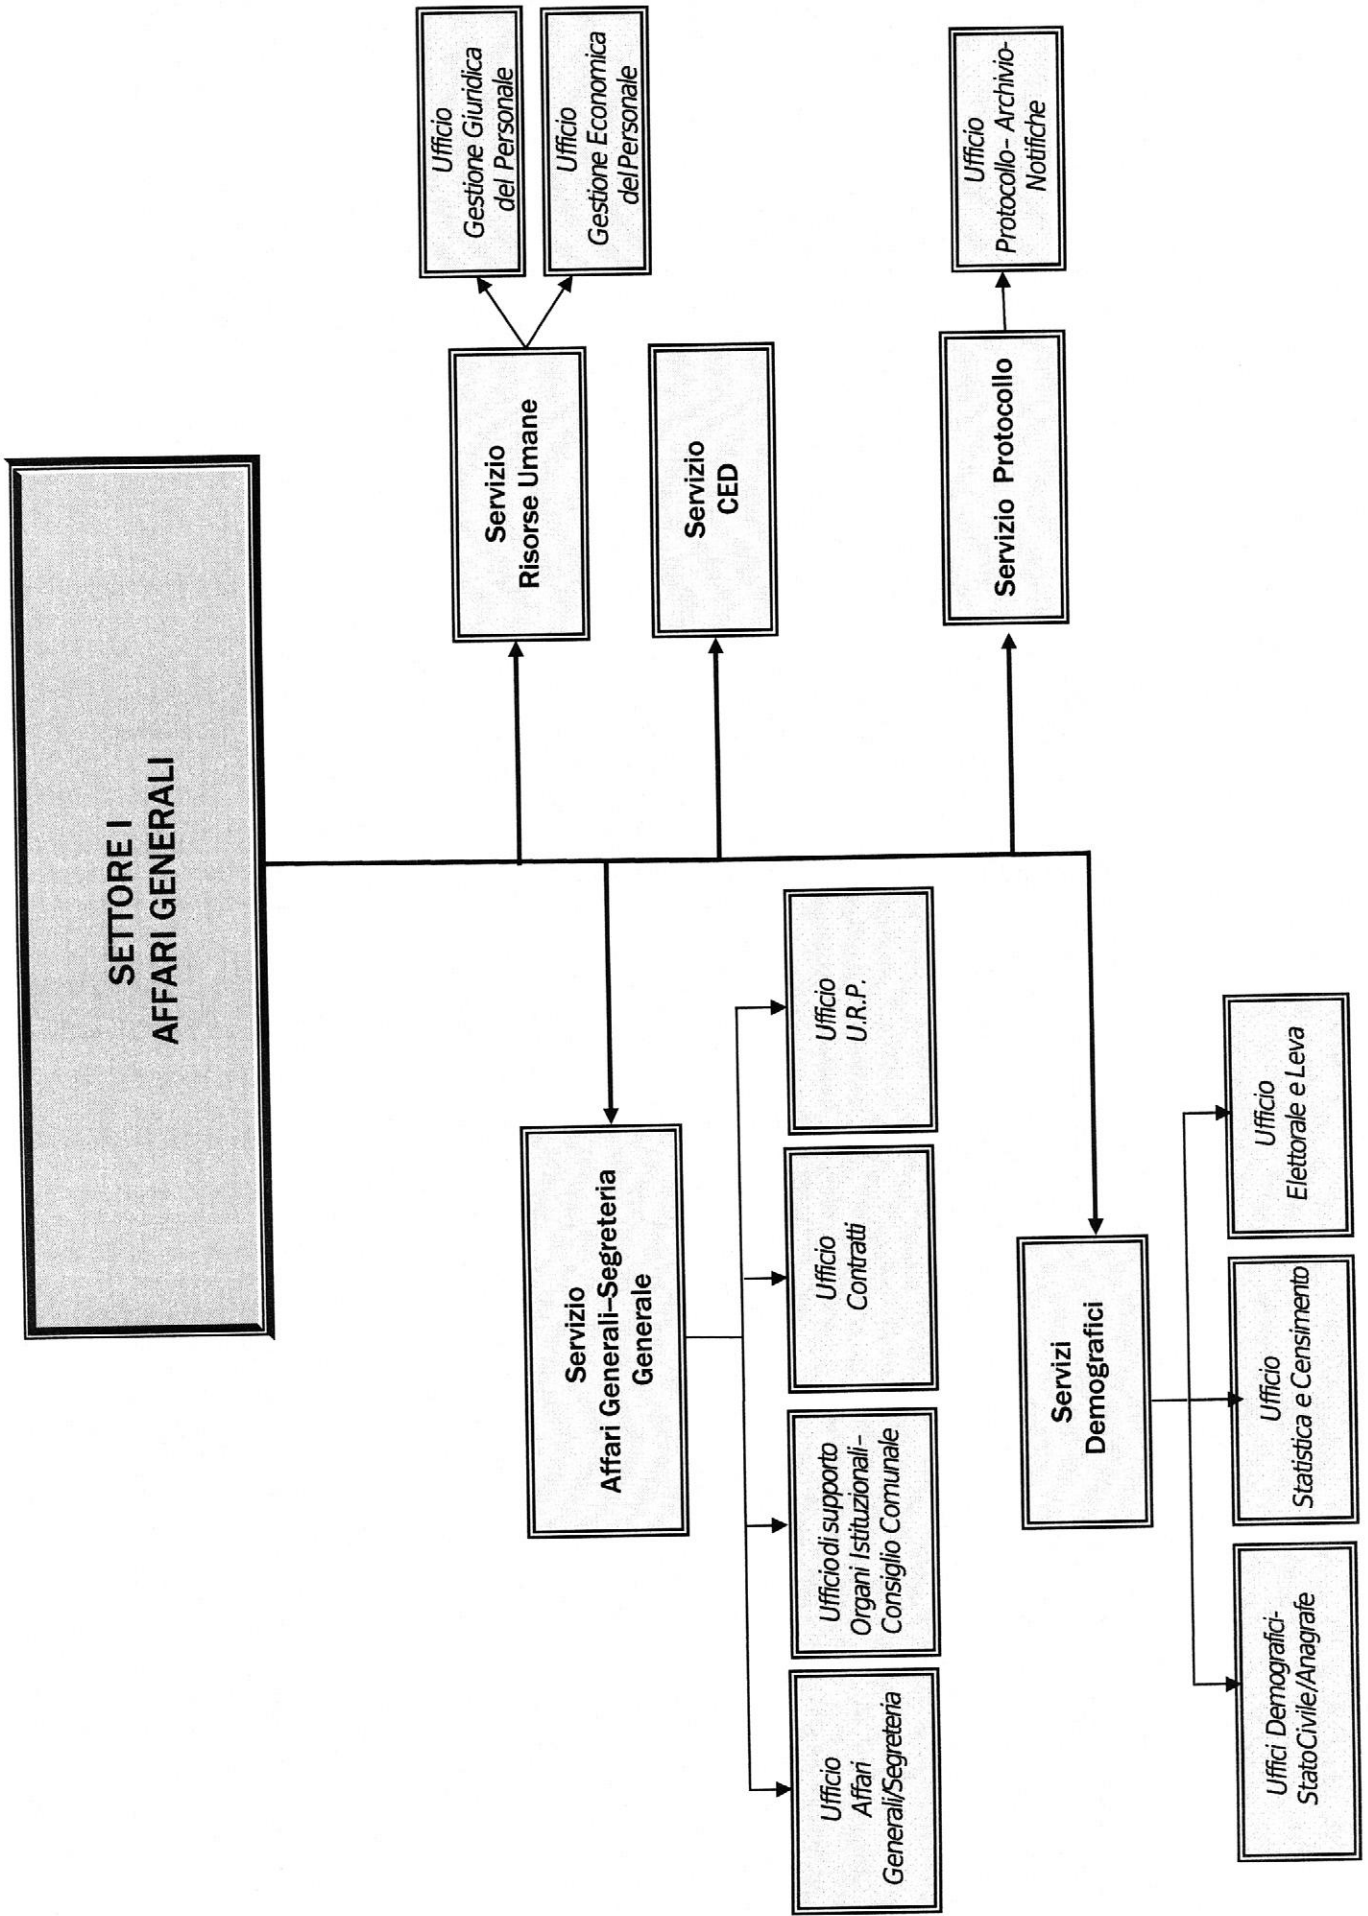 SETTORE I
AFFARI GENERALI
Servizio
Risorse Umane
Ufficio
Gestione Giuridica
del Personale
Ufficio
Gestione Economica
del Personale
Servizio
Affari Generali–Segreteria
Generale
Servizio
CED
Ufficio
Affari
Generali/Segreteria
Ufficio di supporto
Organi Istituzionali–
Consiglio Comunale
Ufficio
Contratti
Ufficio
U.R.P.
Servizio Protocollo
Ufficio
Protocollo– Archivio-
Notifiche
Servizi
Demografici
Uffici Demografici-
StatoCivile/Anagrafe
Ufficio
Statistica e Censimento
Ufficio
Elettorale e Leva